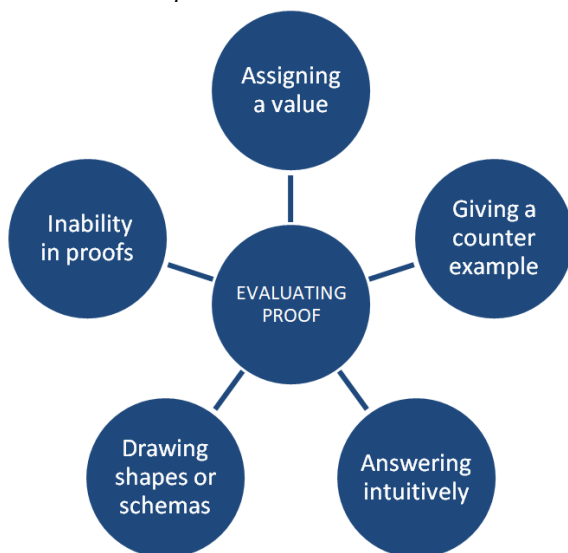 Assigning
a value
Giving a
counter
example
Answering
intuitively
Drawing
shapes or
schemas
Inability
in proofs
EVALUATING
PROOF